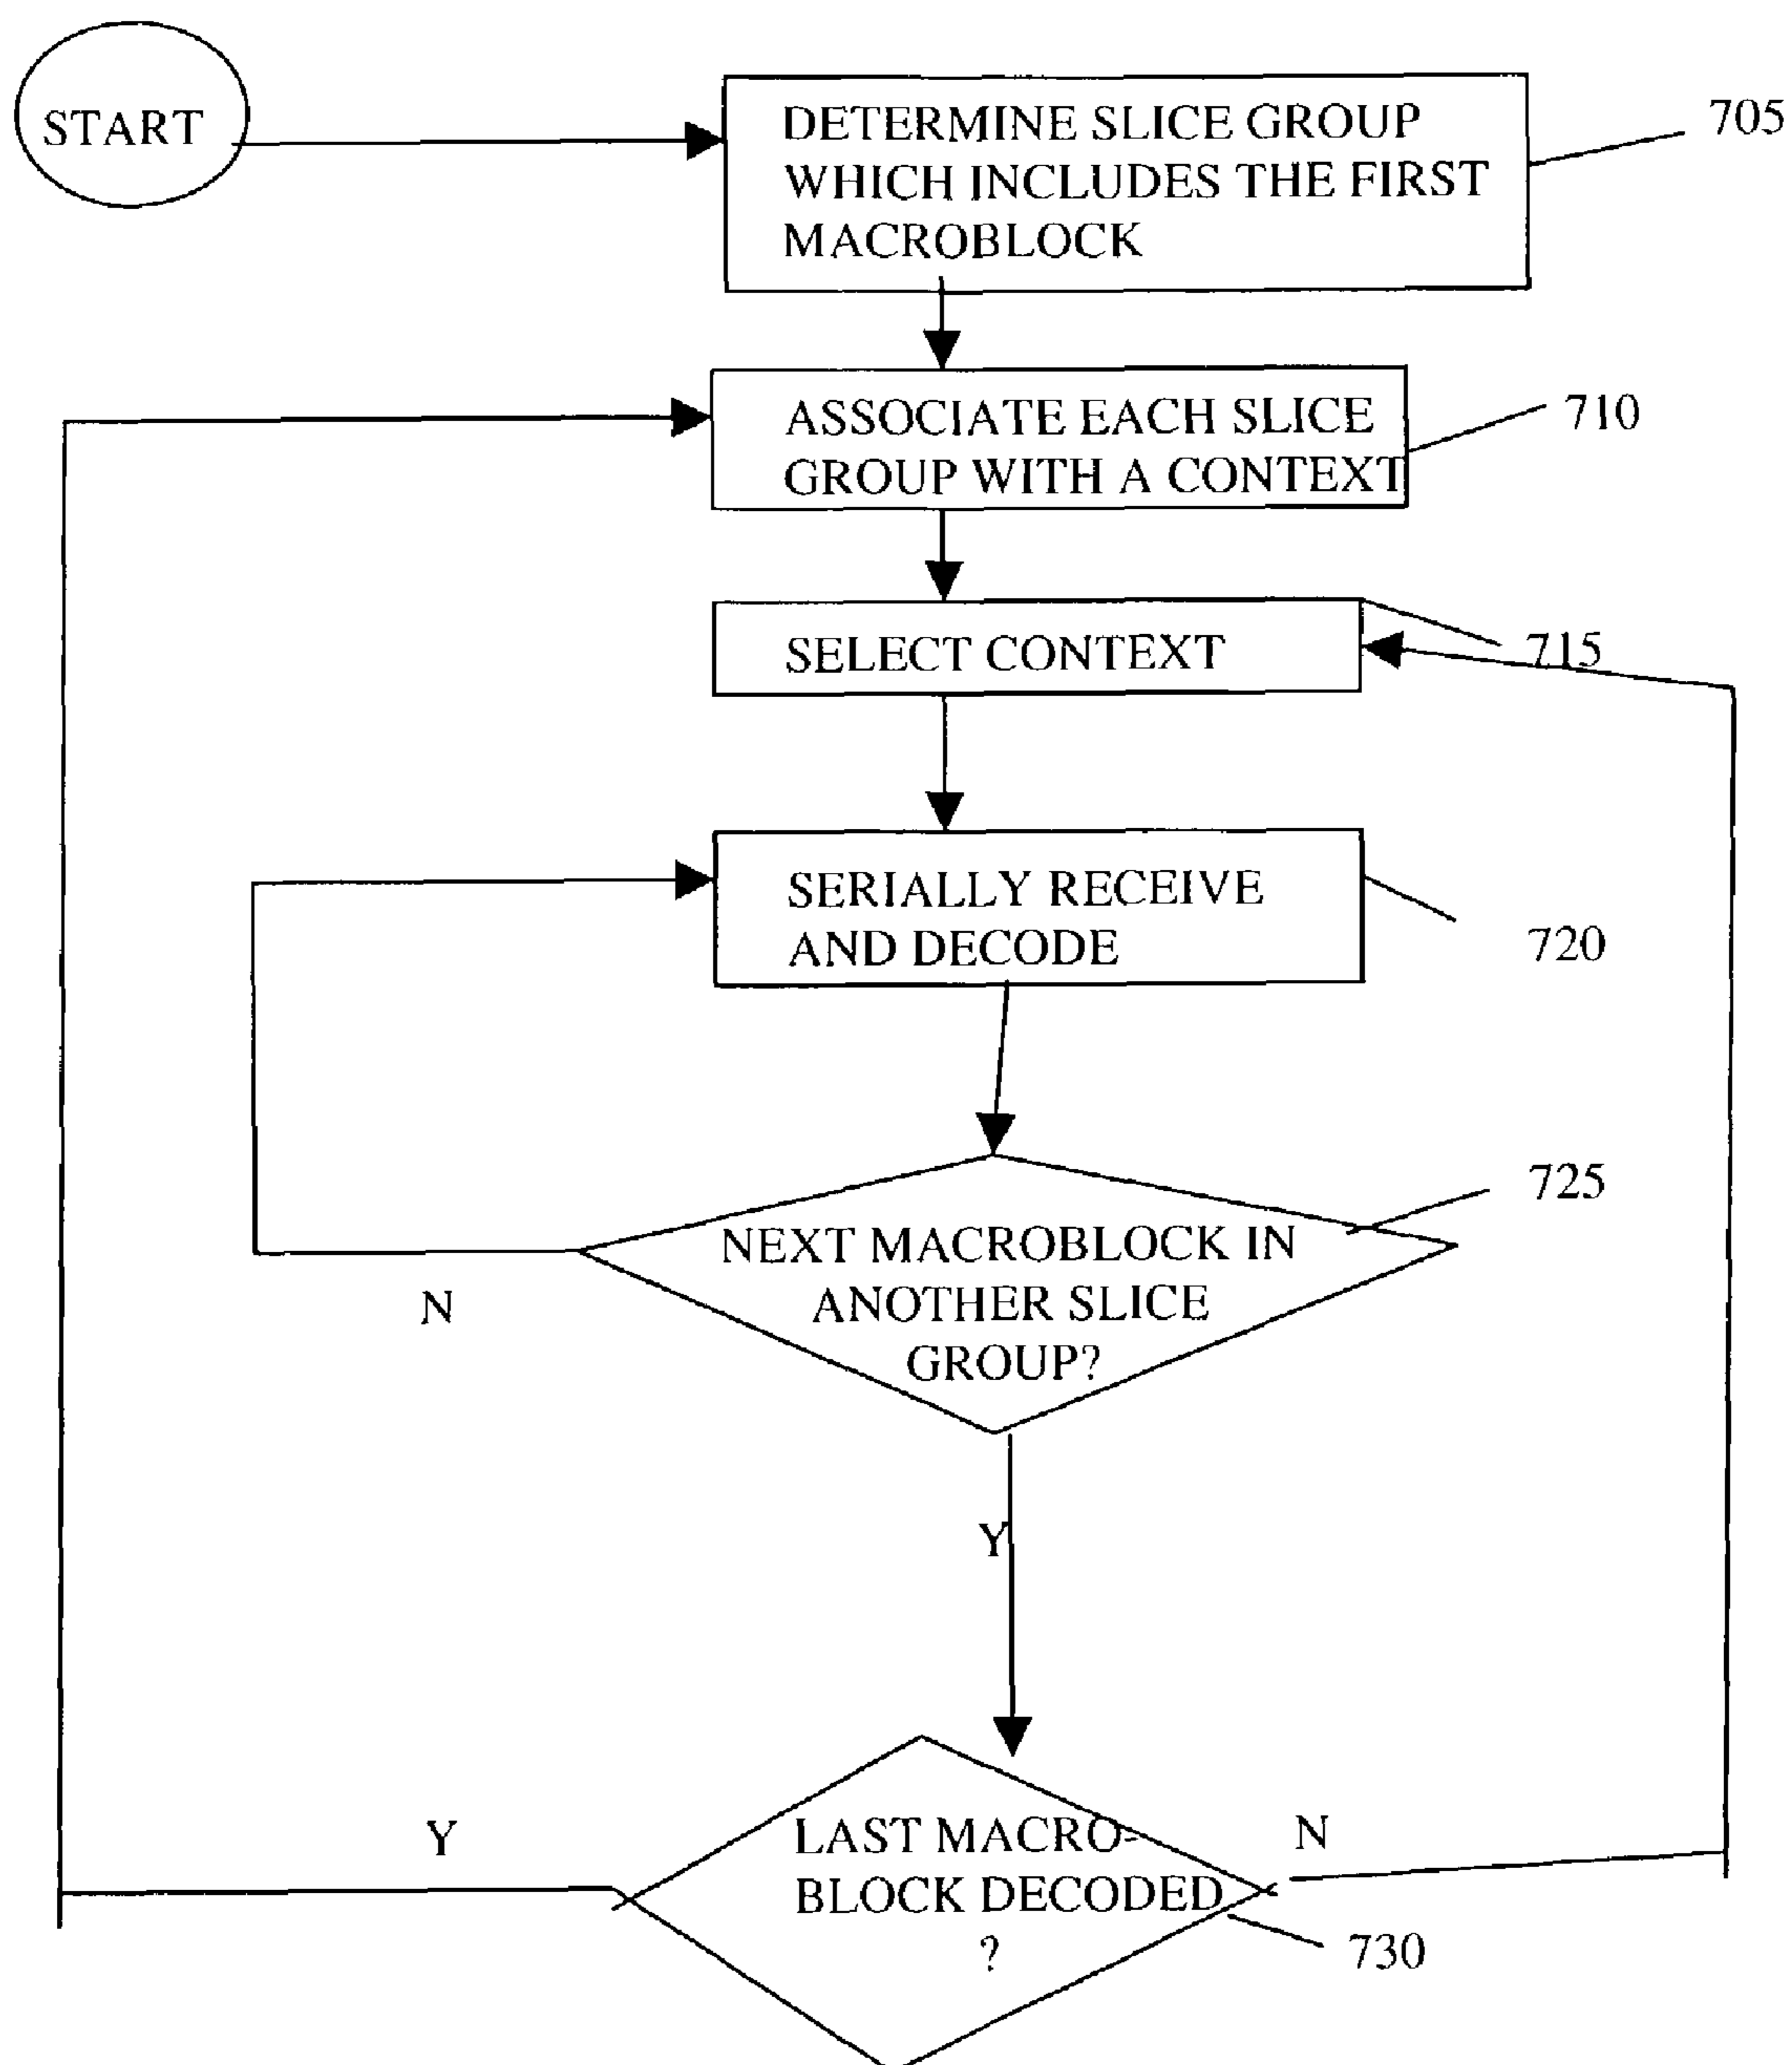 START
DETERMINE SLICE GROUP
WHICH INCLUDES THE FIRST
MACROBLOCK
705
ASSOCIATE EACH SLICE
GROUP WITH A CONTEXT
710
SELECT CONTEXT
715
SERIALLY RECEIVE
AND DECODE
720
725
NEXT MACROBLOCK IN
ANOTHER SLICE
GROUP?
N
Y
Y
LAST MACRO-
BLOCK DECODED
?
N
730